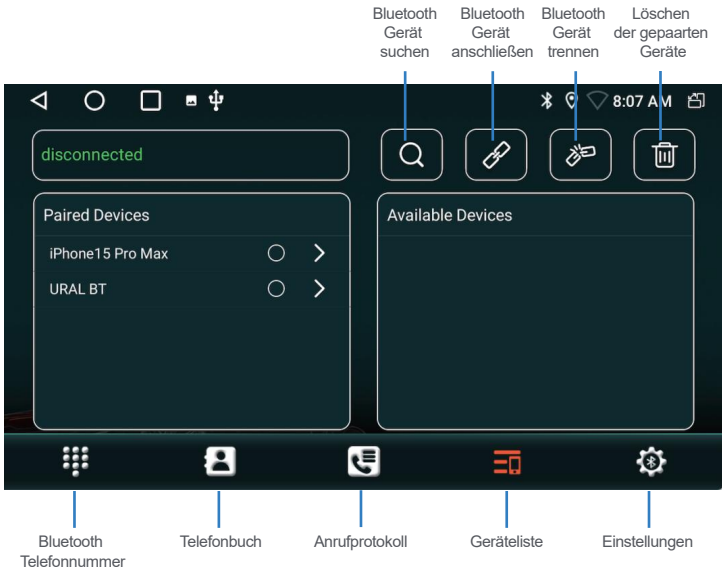 Bluetooth
Gerät
suchen
Bluetooth
Gerät
anschließen
Bluetooth
Gerät
trennen
Löschen
der gepaarten
Geräte
8:07 AM
disconnected
Paired Devices
iPhone15 Pro Max
URAL BT
Available Devices
Bluetooth
Telefonnummer
Telefonbuch
Anrufprotokoll
Geräteliste
Einstellungen